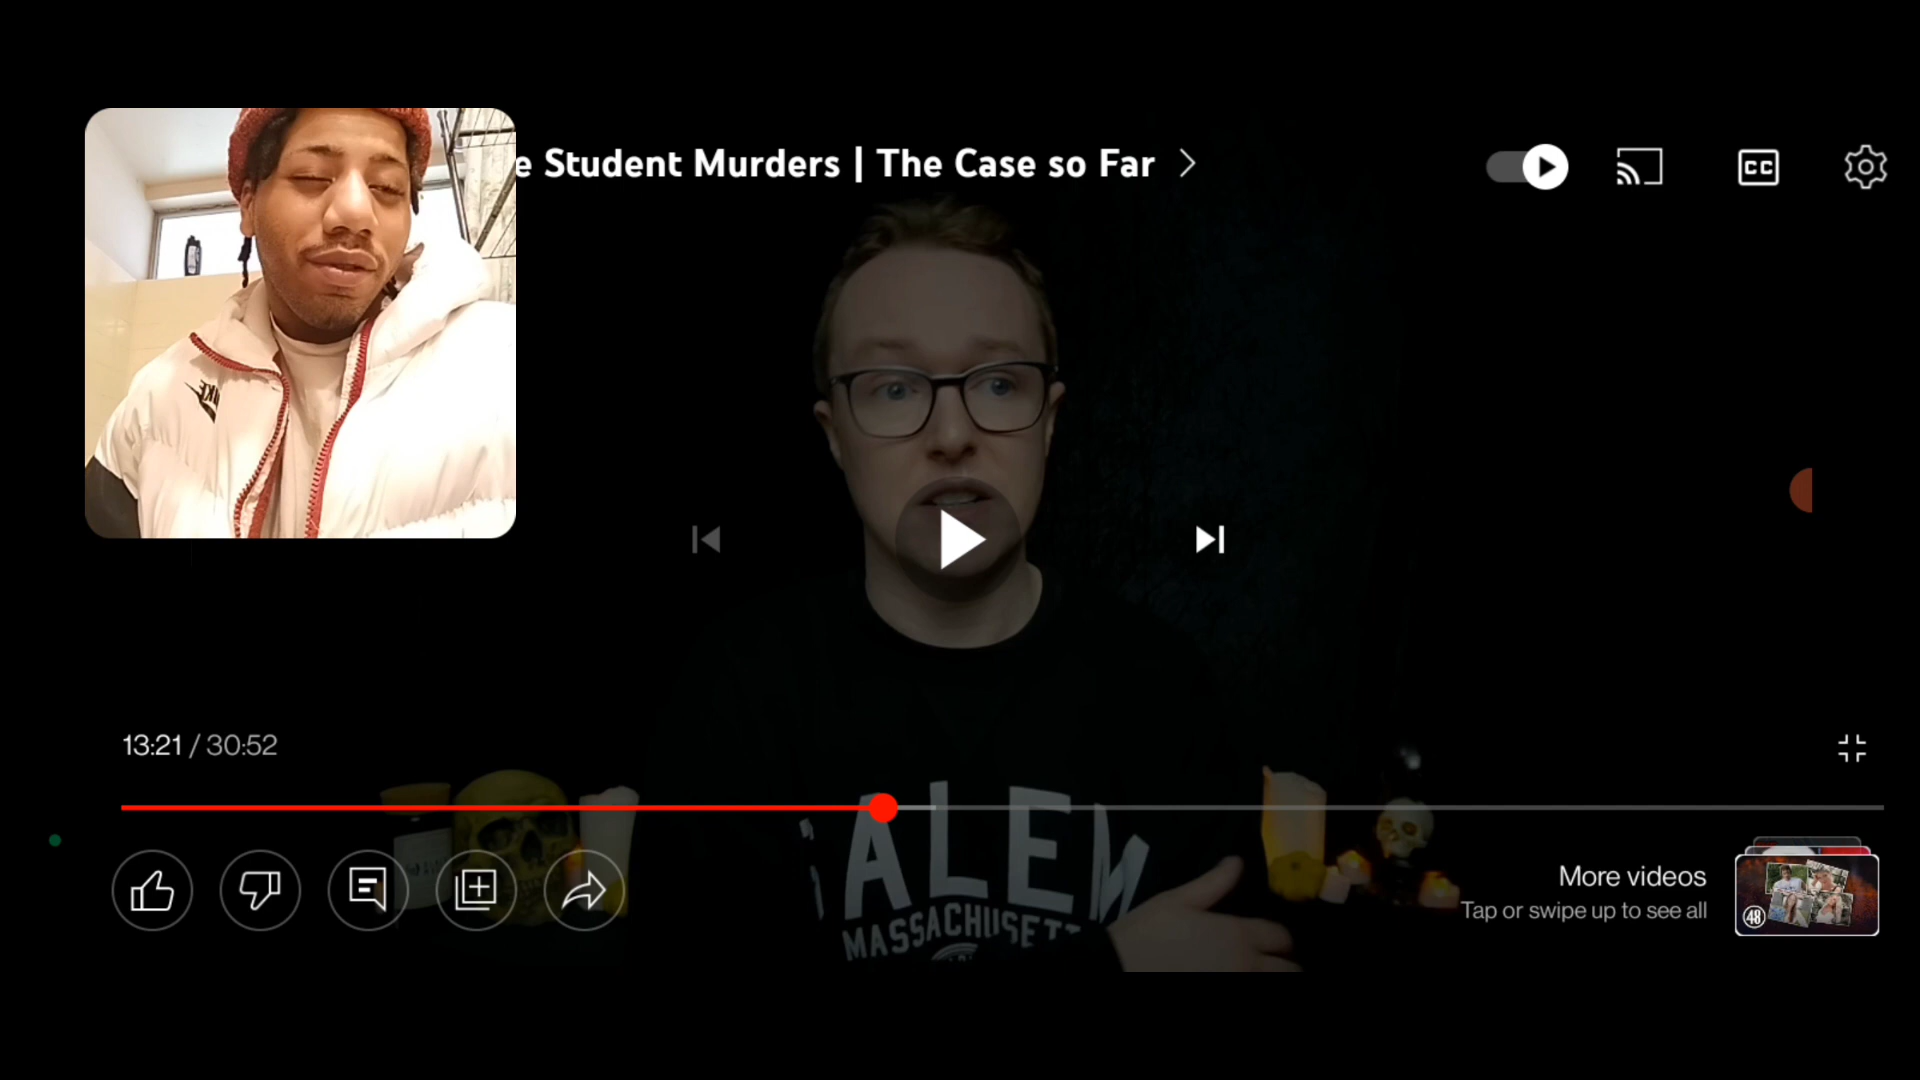 e Student Murders | The Case so Far
CC
13:21 / 30:52
ALEM
MASSACHUSETT
More videos
Tap or swipe up to see all
48